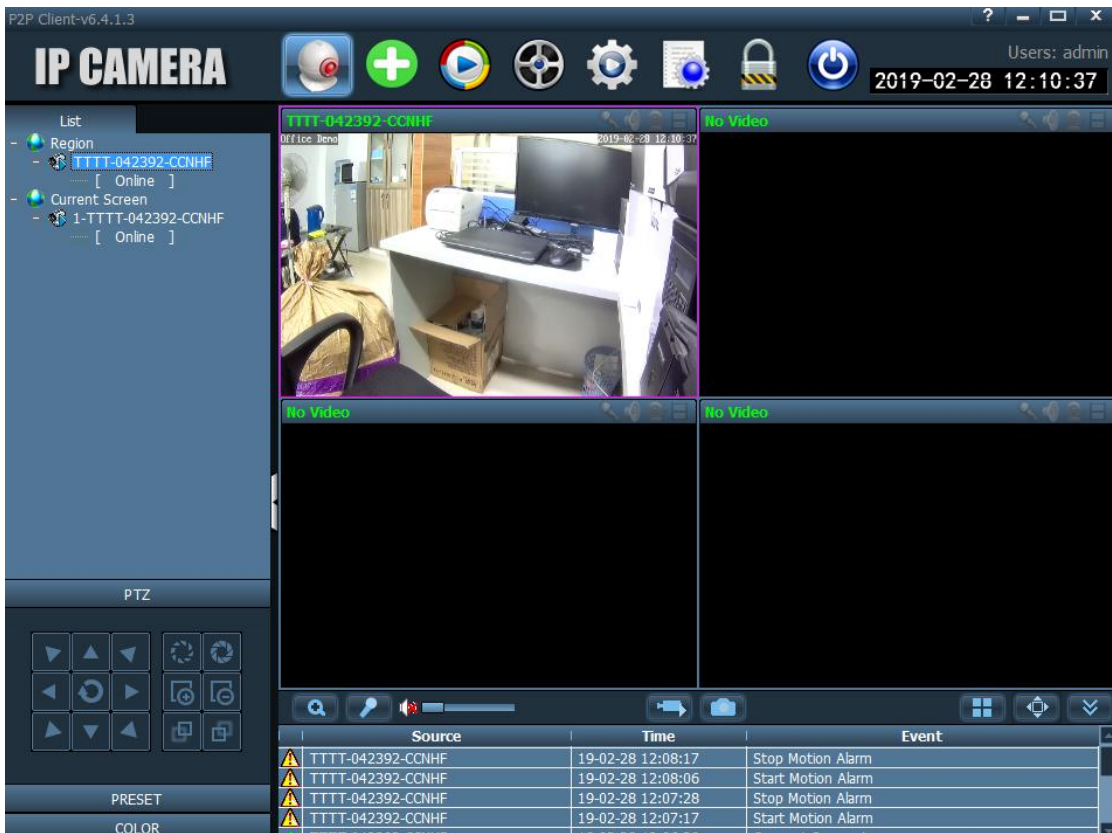 P2P Client-v6.4.1.3
IP CAMERA
Users: admin
2019-02-28 12:10:37
List
- Region
- TTTT-042392-CCNHF
[ Online ]
- Current Screen
- 1-TTTT-042392-CCNHF
[ Online ]
TTTT-042392-CCNHF
Office Demo
2019-02-28 12:10:37
No Video
No Video
No Video
PTZ
PRESET
COLOR
Source Time Event
TTTT-042392-CCNHF 19-02-28 12:08:17 Stop Motion Alarm
TTTT-042392-CCNHF 19-02-28 12:08:06 Start Motion Alarm
TTTT-042392-CCNHF 19-02-28 12:07:28 Stop Motion Alarm
TTTT-042392-CCNHF 19-02-28 12:07:17 Start Motion Alarm